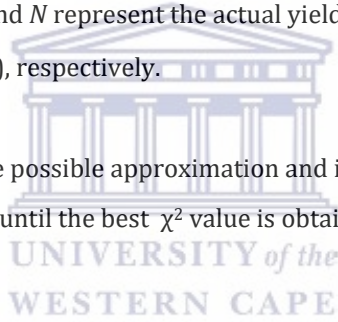 nd N represent the actual yield
), respectively.
e possible approximation and i
until the best χ² value is obtai
UNIVERSITY of the
WESTERN CAPE